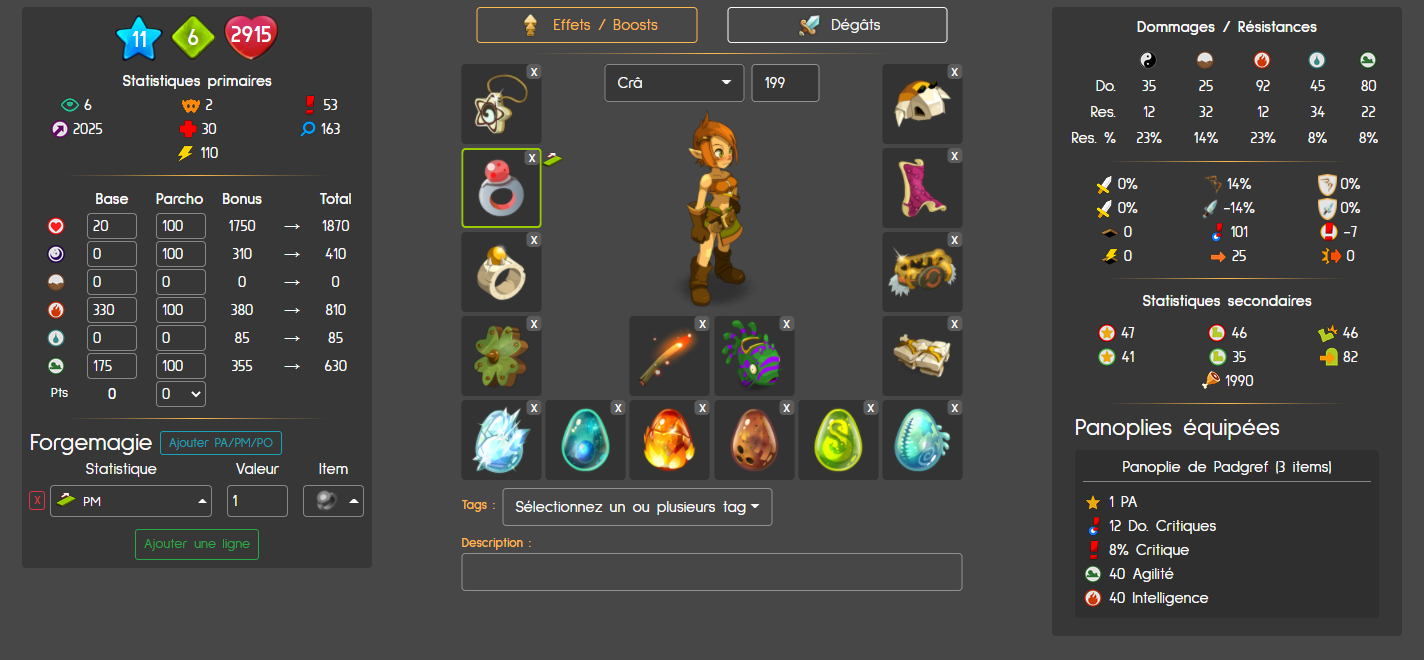 11 6 2915
Statistiques primaires
6 2 53
2025 30 163
110
Base Parcho Bonus Total
20 100 1750 → 1870
0 100 310 → 410
0 0 0 → 0
330 100 380 → 810
0 0 85 → 85
175 100 355 → 630
Pts 0 0
Forgemagie Ajouter PA/PM/PO
Statistique Valeur Item
X PM 1
Ajouter une ligne
Effets / Boosts Dégâts
Crâ 199
X X
X X
X X
X X X X
X X X X X X
Tags : Sélectionnez un ou plusieurs tag
Description :
Dommages / Résistances
Do. 35 25 92 45 80
Res. 12 32 12 34 22
Res. % 23% 14% 23% 8% 8%
0% 14% 0%
0% -14% 0%
0 101 -7
0 25 0
Statistiques secondaires
47 46 46
41 35 82
1990
Panoplies équipées
Panoplie de Padgref (3 items)
1 PA
12 Do. Critiques
8% Critique
40 Agilité
40 Intelligence